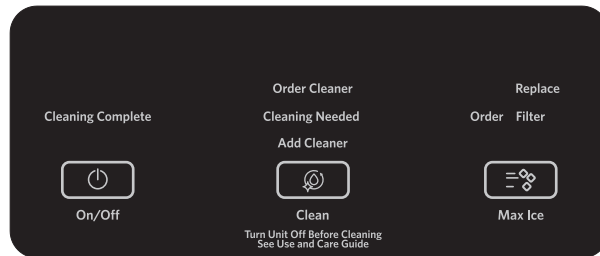 Order Cleaner
Replace
Cleaning Complete
Cleaning Needed
Order Filter
Add Cleaner
On/Off
Clean
Max Ice
Turn Unit Off Before Cleaning
See Use and Care Guide